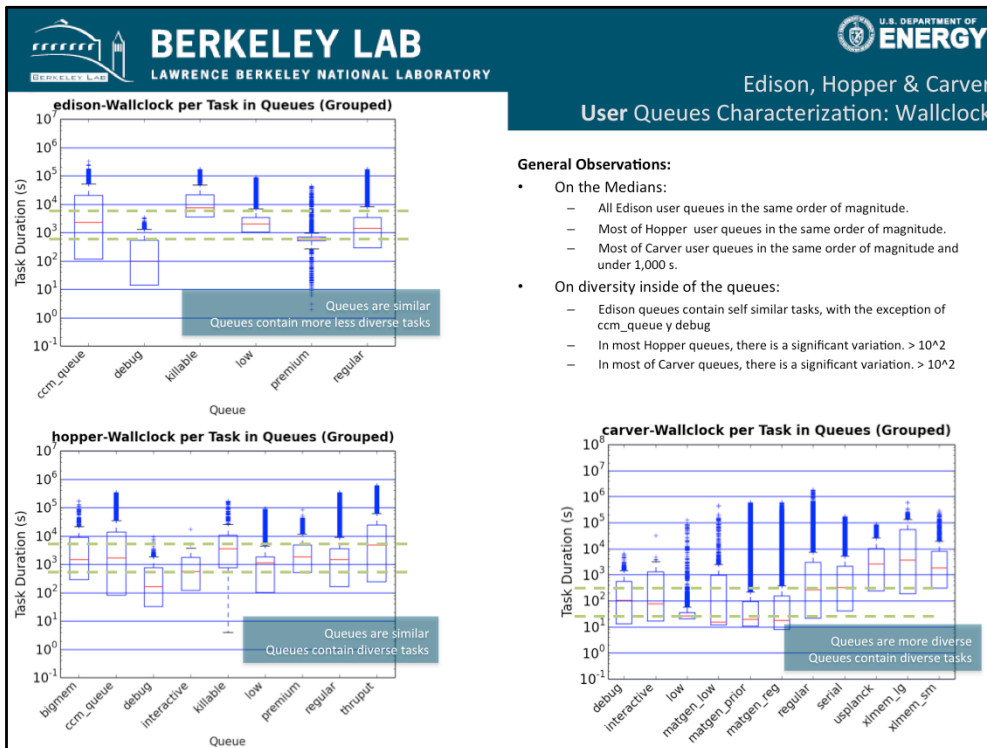 BERKELEY LAB
LAWRENCE BERKELEY NATIONAL LABORATORY
BERKELEY LAB
U.S. DEPARTMENT OF
ENERGY
Edison, Hopper & Carver
User Queues Characterization: Wallclock
edison-Wallclock per Task in Queues (Grouped)
Task Duration (s)
10^7
10^6
10^5
10^4
10^3
10^2
10^1
10^0
10^-1
Queues are similar
Queues contain more less diverse tasks
ccm_queue
debug
killable
low
premium
regular
Queue
General Observations:
• On the Medians:
– All Edison user queues in the same order of magnitude.
– Most of Hopper user queues in the same order of magnitude.
– Most of Carver user queues in the same order of magnitude and
under 1,000 s.
• On diversity inside of the queues:
– Edison queues contain self similar tasks, with the exception of
ccm_queue y debug
– In most Hopper queues, there is a significant variation. > 10^2
– In most of Carver queues, there is a significant variation. > 10^2
hopper-Wallclock per Task in Queues (Grouped)
Task Duration (s)
10^7
10^6
10^5
10^4
10^3
10^2
10^1
10^0
10^-1
Queues are similar
Queues contain diverse tasks
bigmem
ccm_queue
debug
interactive
killable
low
premium
regular
thruput
Queue
carver-Wallclock per Task in Queues (Grouped)
Task Duration (s)
10^8
10^7
10^6
10^5
10^4
10^3
10^2
10^1
10^0
10^-1
Queues are more diverse
Queues contain diverse tasks
debug
interactive
low
matgen_low
matgen_prior
matgen_reg
regular
serial
usplanck
xlmem_lg
xlmem_sm